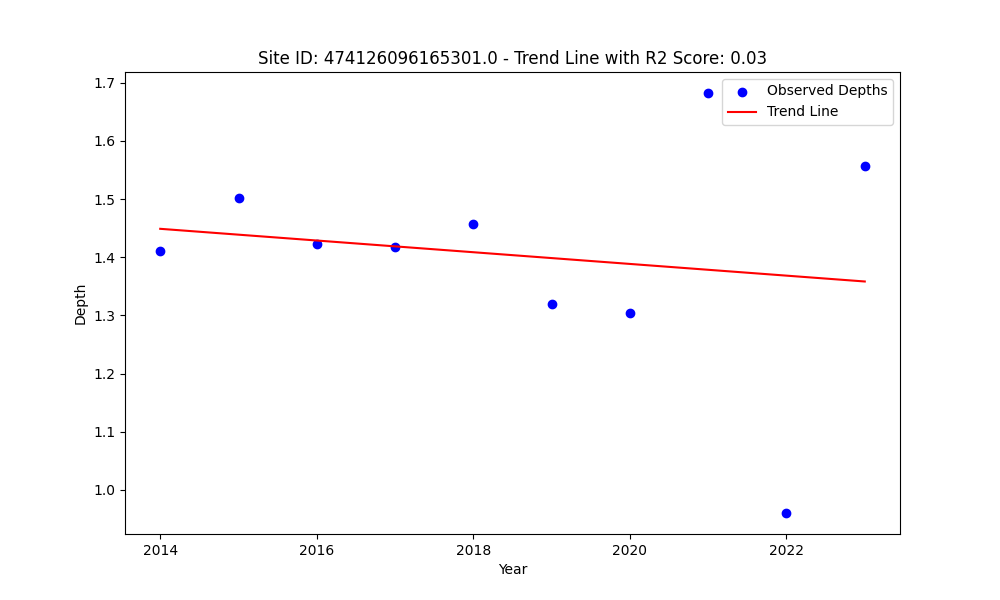 Site ID: 474126096165301.0 - Trend Line with R2 Score: 0.03
Observed Depths
Trend Line
Depth
1.7
1.6
1.5
1.4
1.3
1.2
1.1
1.0
2014
2016
2018
2020
2022
Year